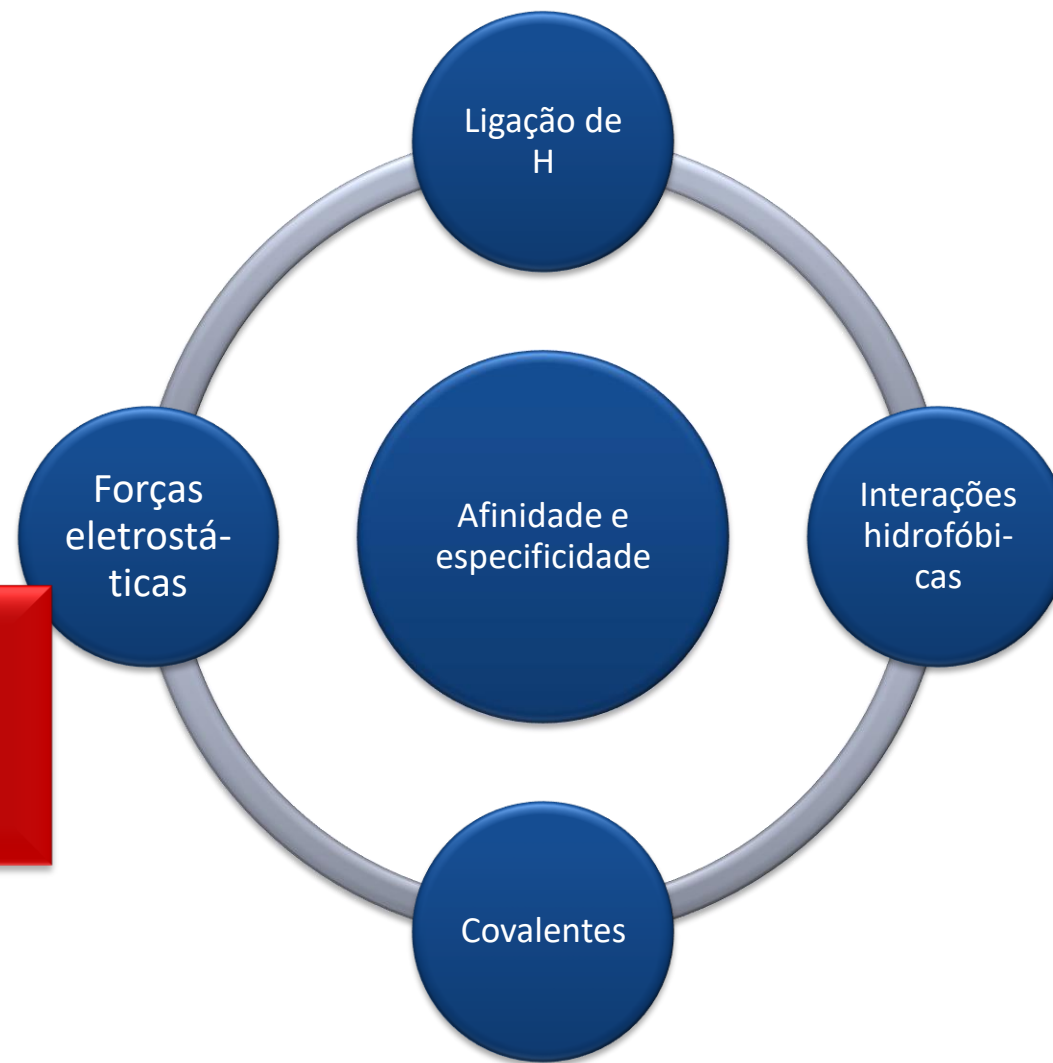 Ligação de
H
Forças
eletrostá-
ticas
Afinidade e
especificidade
Interações
hidrofóbi-
cas
Covalentes